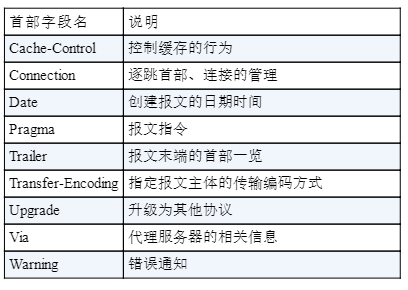 首部字段名 说明
Cache-Control 控制缓存的行为
Connection 逐跳首部、连接的管理
Date 创建报文的日期时间
Pragma 报文指令
Trailer 报文末端的首部一览
Transfer-Encoding 指定报文主体的传输编码方式
Upgrade 升级为其他协议
Via 代理服务器的相关信息
Warning 错误通知